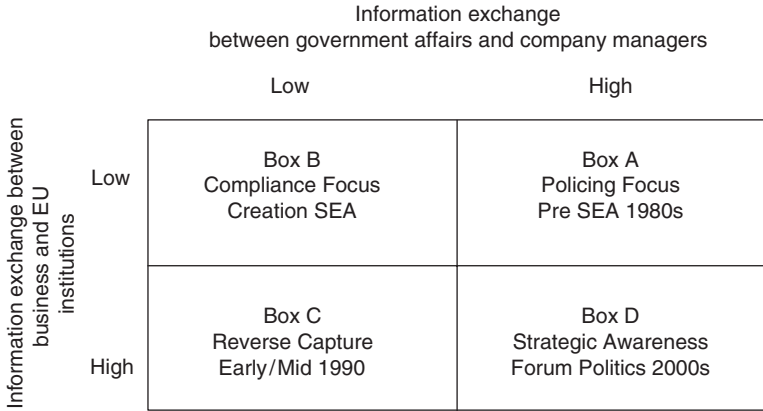 Information exchange
between government affairs and company managers
Low
High
Information exchange between
business and EU
institutions
Low
Box B
Compliance Focus
Creation SEA
Box A
Policing Focus
Pre SEA 1980s
High
Box C
Reverse Capture
Early/Mid 1990
Box D
Strategic Awareness
Forum Politics 2000s